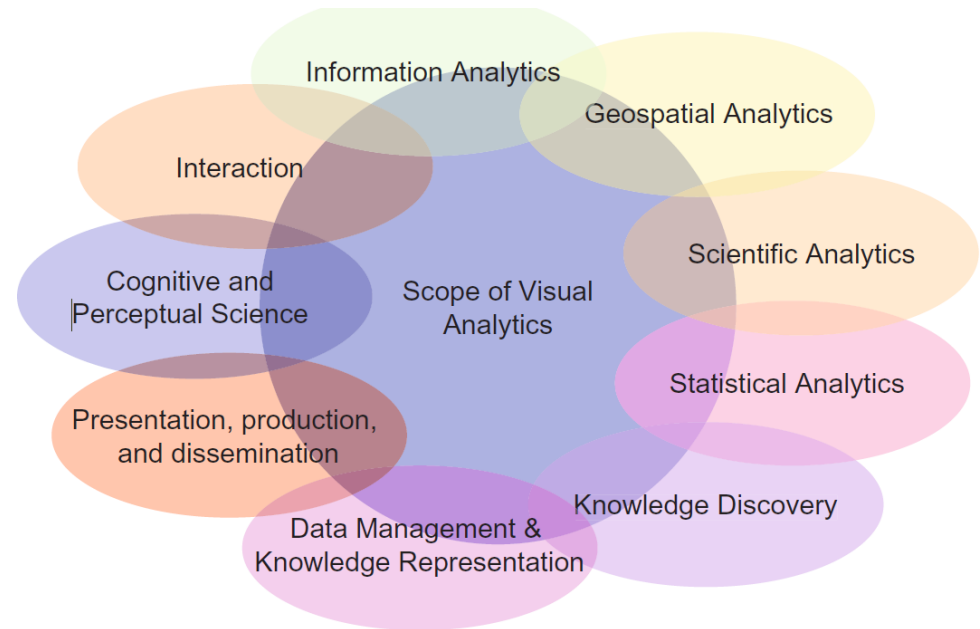 Information Analytics
Geospatial Analytics
Interaction
Scientific Analytics
Cognitive and
Perceptual Science
Scope of Visual
Analytics
Statistical Analytics
Presentation, production,
and dissemination
Knowledge Discovery
Data Management &
Knowledge Representation